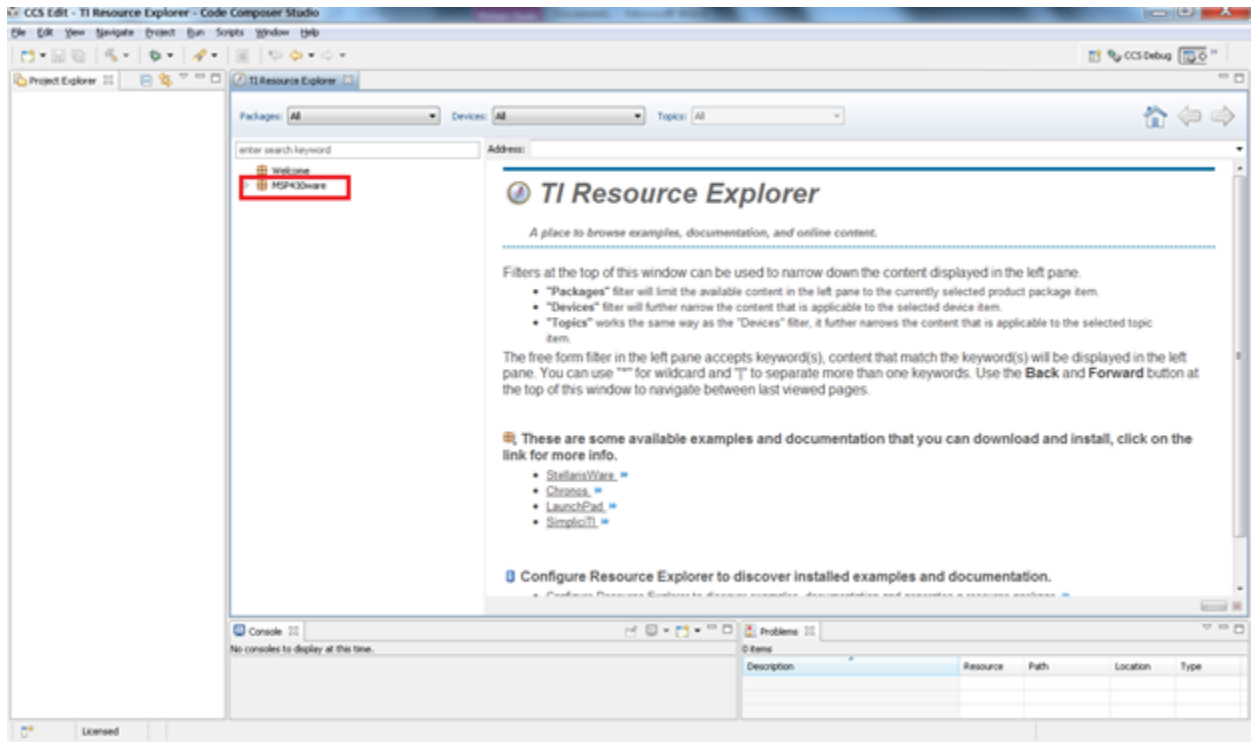 CCS Edit - TI Resource Explorer - Code Composer Studio
File Edit View Navigate Project Run Scripts Window Help
CCS Debug
Project Explorer
TI Resource Explorer
Packages: All
Devices: All
Topics: All
enter search keyword
Address:
Welcome
MSP430ware
TI Resource Explorer
A place to browse examples, documentation, and online content.
Filters at the top of this window can be used to narrow down the content displayed in the left pane.
• "Packages" filter will limit the available content in the left pane to the currently selected product package item.
• "Devices" filter will further narrow the content that is applicable to the selected device item.
• "Topics" works the same way as the "Devices" filter, it further narrows the content that is applicable to the selected topic
item.
The free form filter in the left pane accepts keyword(s), content that match the keyword(s) will be displayed in the left
pane. You can use "*" for wildcard and "|" to separate more than one keywords. Use the Back and Forward button at
the top of this window to navigate between last viewed pages.
These are some available examples and documentation that you can download and install, click on the
link for more info.
• StellarisWare
• Chronos
• LaunchPad
• SimpliciTI
Configure Resource Explorer to discover installed examples and documentation.
• Configure Resource Explorer to discover examples, documentation and generates a resource package.
Console
No consoles to display at this time.
Problems
0 items
Description Resource Path Location Type
Licensed